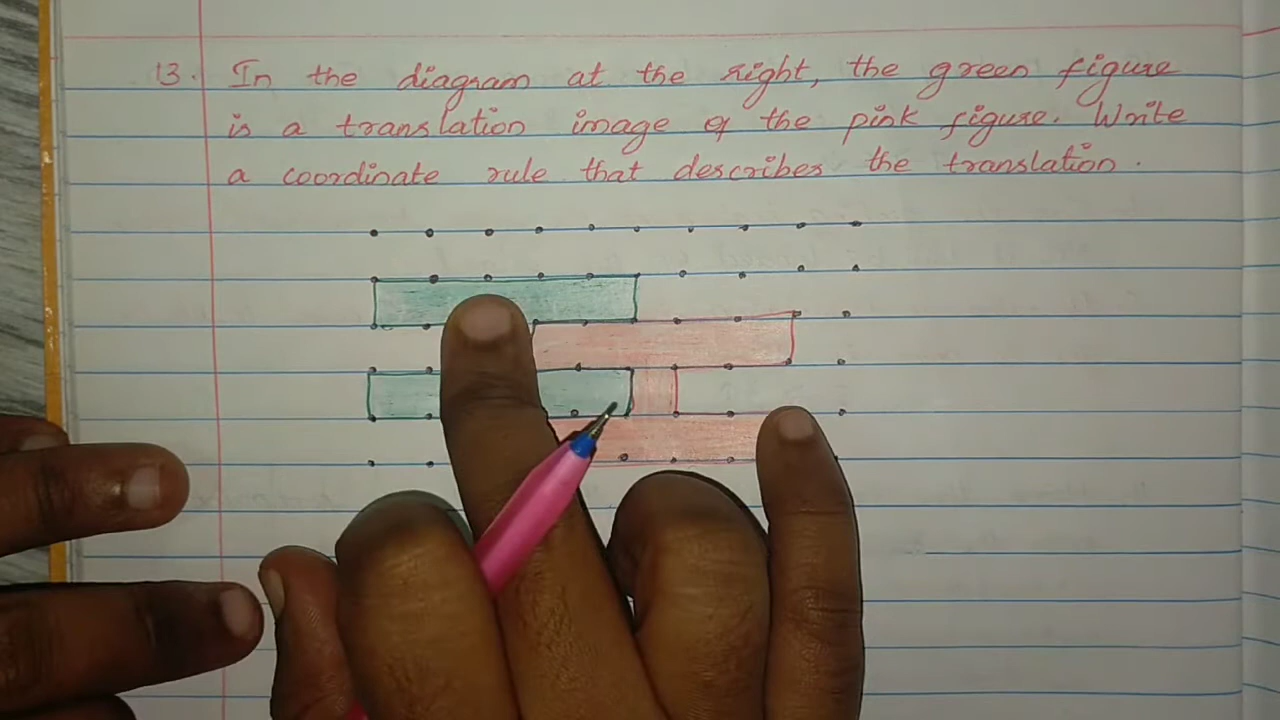 13. In the diagram at the right, the green figure
is a translation image of the pink figure. Write
a coordinate rule that describes the translation.